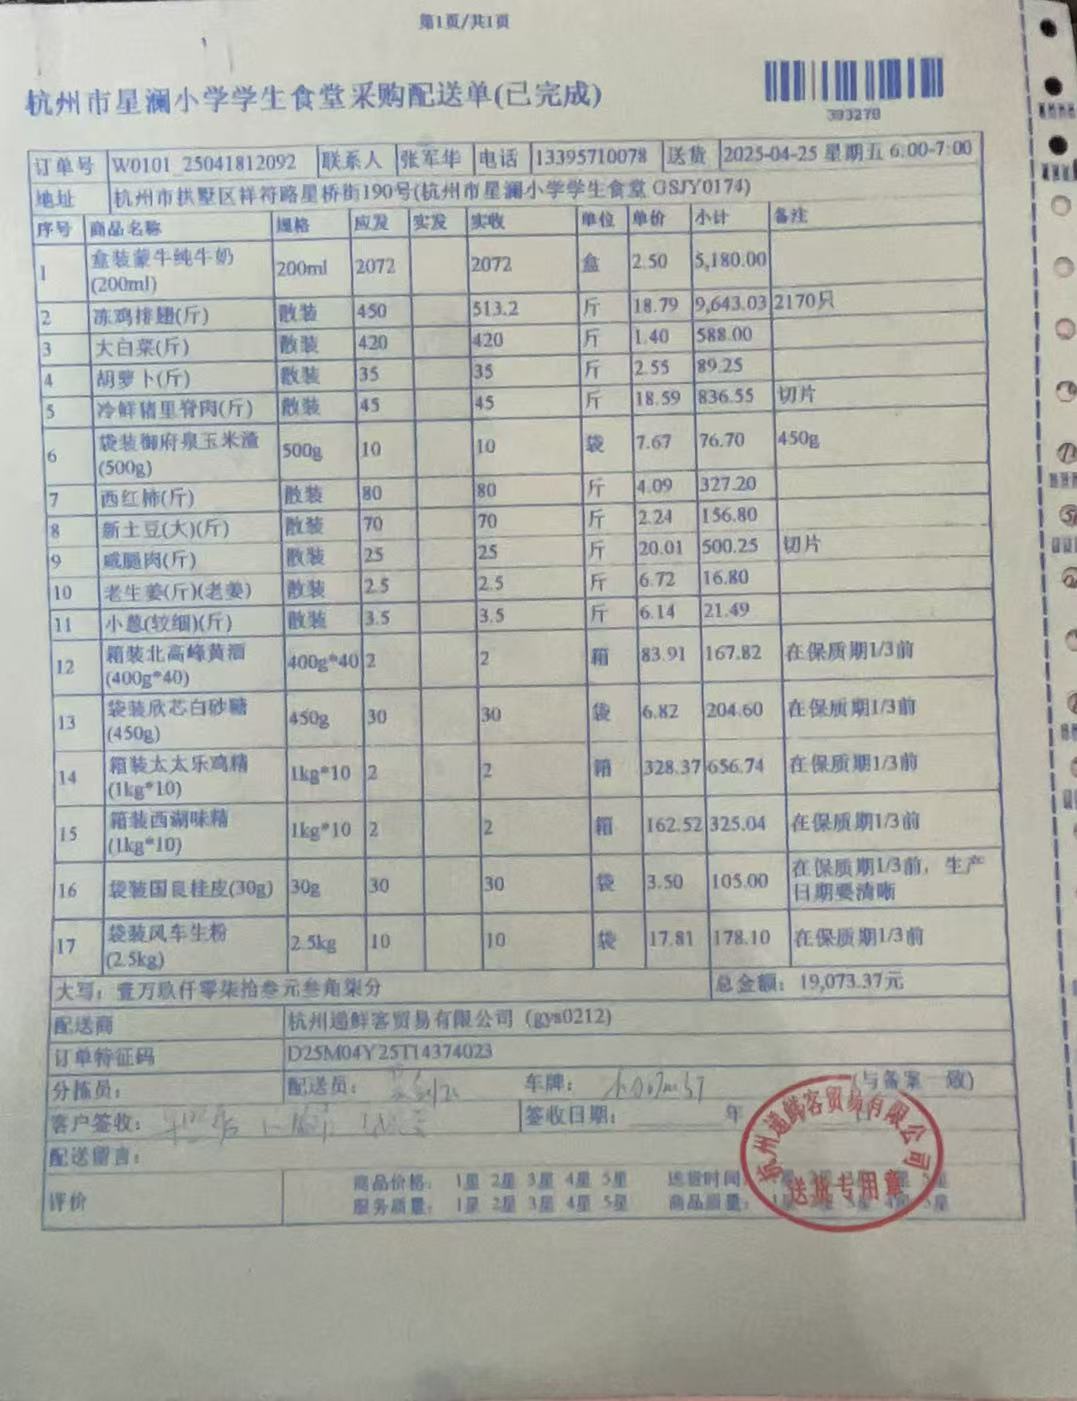 第1页/共1页
杭州市星澜小学学生食堂采购配送单(已完成)
393270
订单号 W0101_25041812092 联系人 张军华 电话 13395710078 送货 2025-04-25 星期五 6:00-7:00
地址 杭州市拱墅区祥符路星桥街190号(杭州市星澜小学学生食堂 GSJY0174)
序号 商品名称 规格 应发 实发 实收 单位 单价 小计 备注
1 盒装蒙牛纯牛奶(200ml) 200ml 2072 2072 盒 2.50 5,180.00
2 冻鸡排翅(斤) 散装 450 513.2 斤 18.79 9,643.03 2170只
3 大白菜(斤) 散装 420 420 斤 1.40 588.00
4 胡萝卜(斤) 散装 35 35 斤 2.55 89.25
5 冷鲜猪里脊肉(斤) 散装 45 45 斤 18.59 836.55 切片
6 袋装御府泉玉米渣(500g) 500g 10 10 袋 7.67 76.70 450g
7 西红柿(斤) 散装 80 80 斤 4.09 327.20
8 新土豆(大)(斤) 散装 70 70 斤 2.24 156.80
9 咸腿肉(斤) 散装 25 25 斤 20.01 500.25 切片
10 老生姜(斤)(老姜) 散装 2.5 2.5 斤 6.72 16.80
11 小葱(较细)(斤) 散装 3.5 3.5 斤 6.14 21.49
12 箱装北高峰黄酒(400g*40) 400g*40 2 2 箱 83.91 167.82 在保质期1/3前
13 袋装欣芯白砂糖(450g) 450g 30 30 袋 6.82 204.60 在保质期1/3前
14 箱装太太乐鸡精(1kg*10) 1kg*10 2 2 箱 328.37 656.74 在保质期1/3前
15 箱装西湖味精(1kg*10) 1kg*10 2 2 箱 162.52 325.04 在保质期1/3前
16 袋装国良桂皮(30g) 30g 30 30 袋 3.50 105.00 在保质期1/3前，生产日期要清晰
17 袋装风车生粉(2.5kg) 2.5kg 10 10 袋 17.81 178.10 在保质期1/3前
大写：壹万玖仟零柒拾叁元叁角柒分 总金额：19,073.37元
配送商 杭州递鲜客贸易有限公司（gys0212)
订单特征码 D25M04Y25T14374023
分拣员： 配送员： 车牌： (与备案一致)
客户签收： 签收日期： 年
配送留言：
评价 商品价格： 1星 2星 3星 4星 5星 送货时间：
服务质量： 1星 2星 3星 4星 5星 商品质量：
杭州递鲜客贸易有限公司
送货专用章